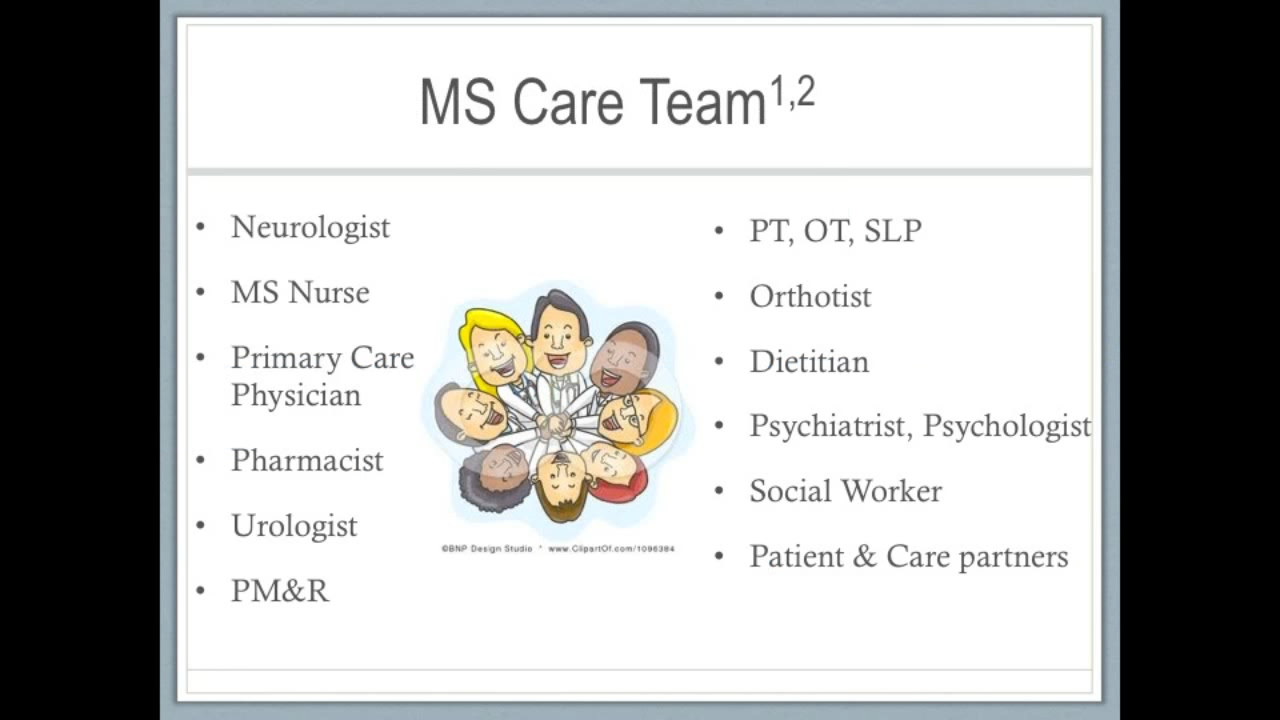 MS Care Team1,2
• Neurologist
• MS Nurse
• Primary Care
Physician
• Pharmacist
• Urologist
• PM&R
©BNP Design Studio * www.ClipartOf.com/1096384
• PT, OT, SLP
• Orthotist
• Dietitian
• Psychiatrist, Psychologist
• Social Worker
• Patient & Care partners